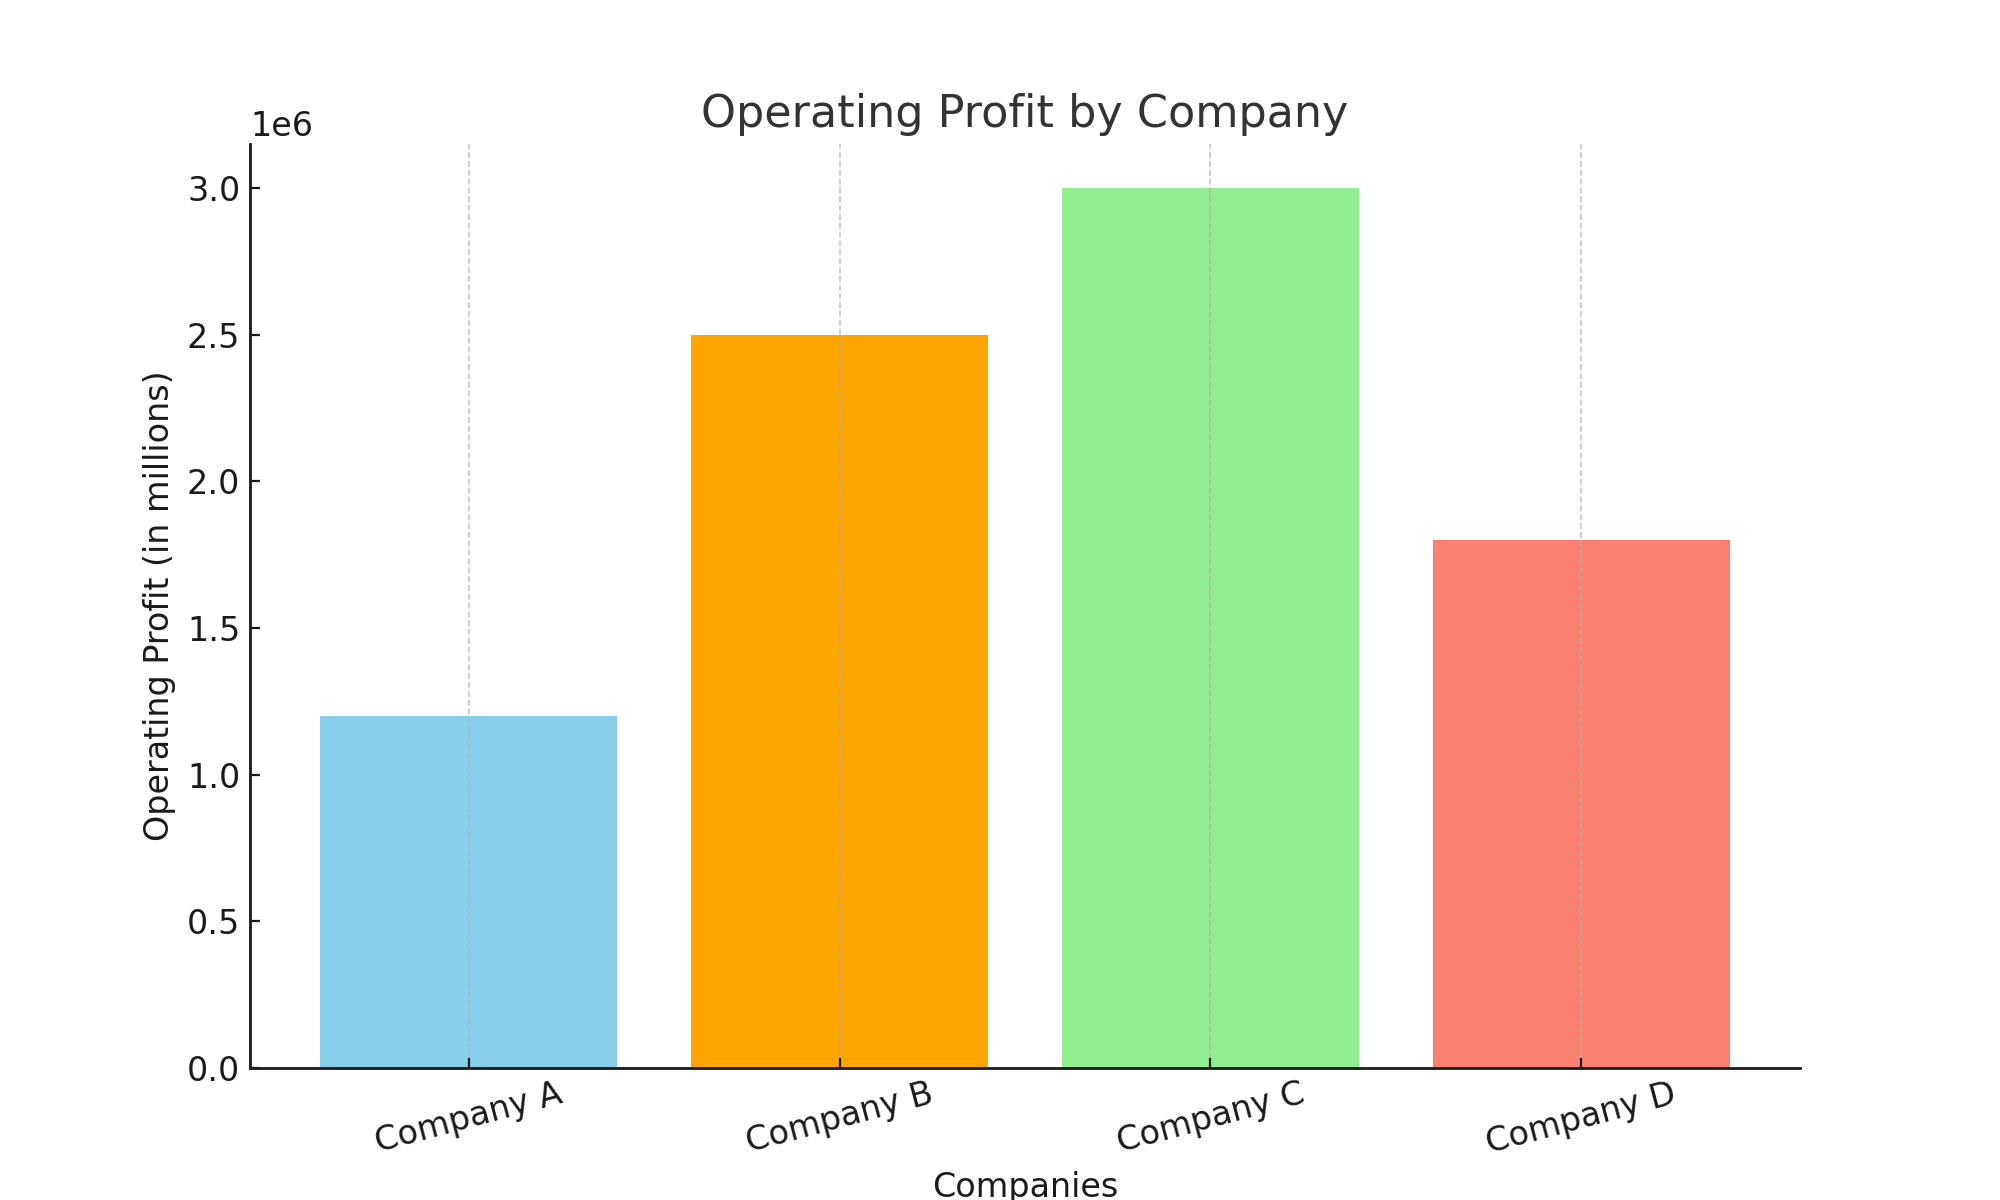 Operating Profit by Company
1e6
3.0
2.5
2.0
1.5
1.0
0.5
0.0
Operating Profit (in millions)
Company A
Company B
Company C
Company D
Companies